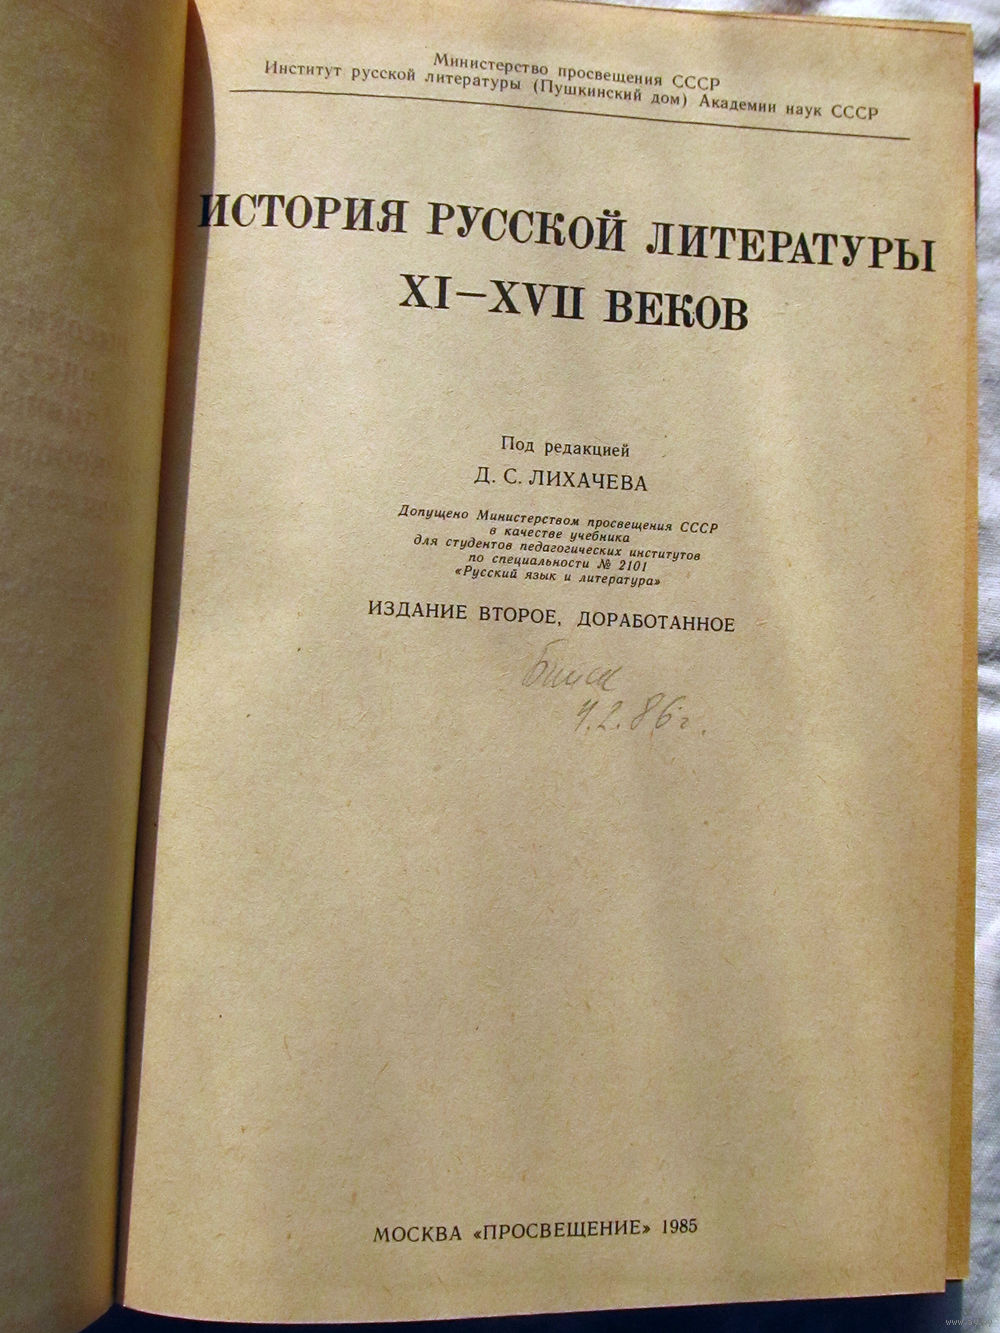 Министерство просвещения СССР
Институт русской литературы (Пушкинский дом) Академии наук СССР
ИСТОРИЯ РУССКОЙ ЛИТЕРАТУРЫ
XI—XVII ВЕКОВ
Под редакцией
Д. С. ЛИХАЧЕВА
Допущено Министерством просвещения СССР
в качестве учебника
для студентов педагогических институтов
по специальности № 2101
«Русский язык и литература»
ИЗДАНИЕ ВТОРОЕ, ДОРАБОТАННОЕ
Бийск
4.2.86г.
МОСКВА «ПРОСВЕЩЕНИЕ» 1985